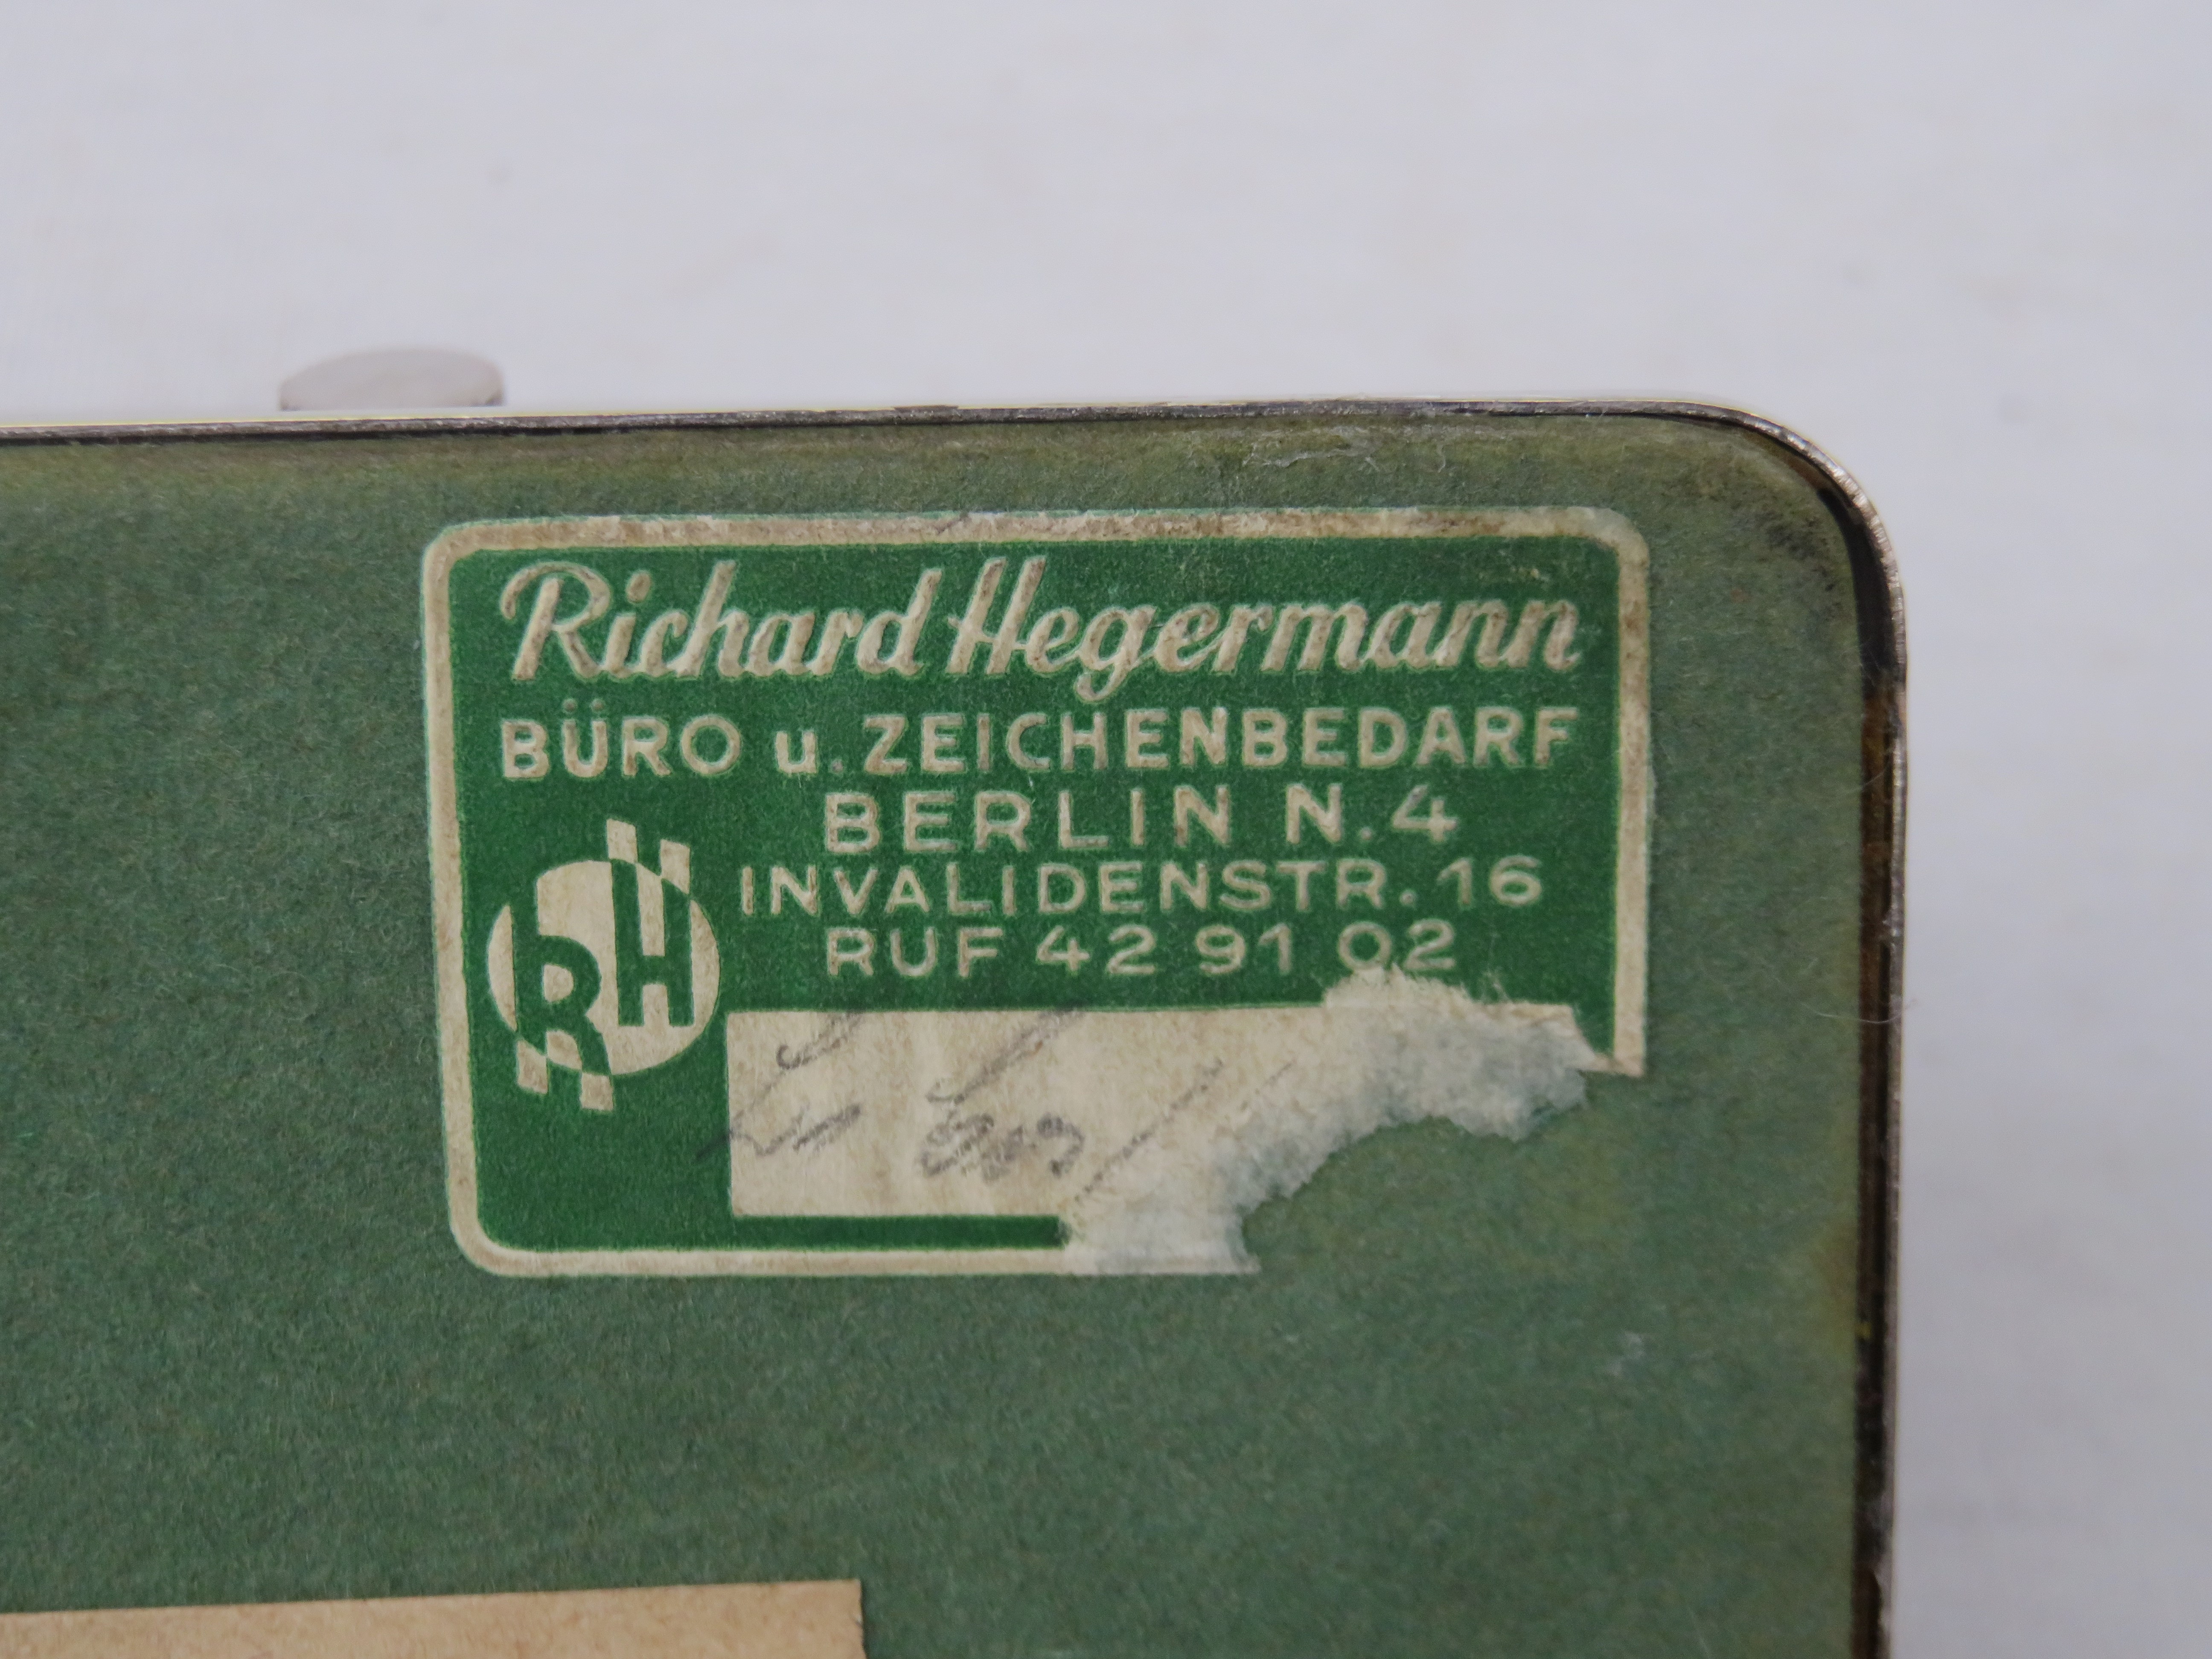 Richard Hegermann
BÜRO u. ZEICHENBEDARF
BERLIN N.4
INVALIDENSTR. 16
RUF 42 91 02
RH